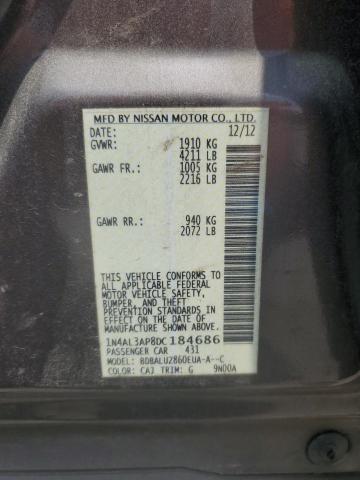 MFD BY NISSAN MOTOR CO., LTD.
DATE: 12/12
GVWR: 1910 KG
4211 LB
GAWR FR.: 1005 KG
2216 LB
GAWR RR.: 940 KG
2072 LB
THIS VEHICLE CONFORMS TO
ALL APPLICABLE FEDERAL
MOTOR VEHICLE SAFETY,
BUMPER, AND THEFT
PREVENTION STANDARDS IN
EFFECT ON THE DATE OF
MANUFACTURE SHOWN ABOVE.
1N4AL3AP8DC184686
PASSENGER CAR 431
MODEL: BDBALUZ860EUA-A--C
COLOR: CAJ TRIM: G 9N00A